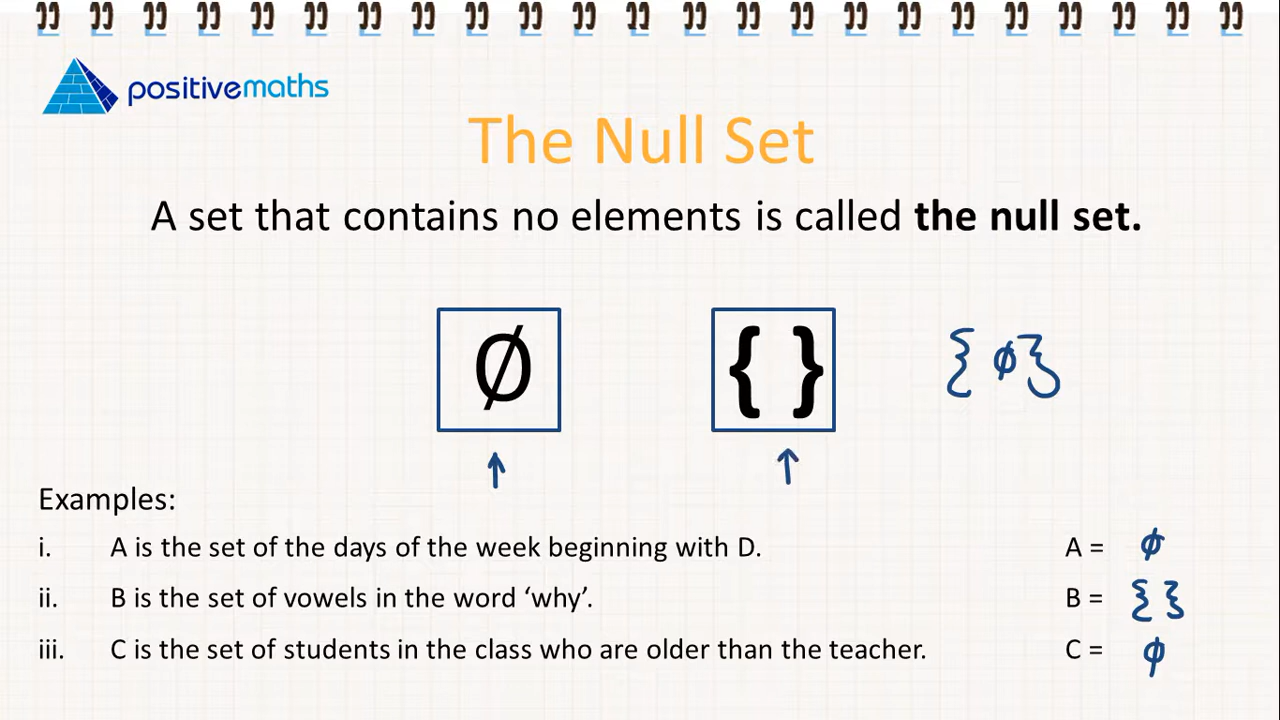 positivemaths
The Null Set
A set that contains no elements is called the null set.
∅ { } { ∅ }
Examples:
i. A is the set of the days of the week beginning with D. A = ∅
ii. B is the set of vowels in the word ‘why’. B = { }
iii. C is the set of students in the class who are older than the teacher. C = ∅